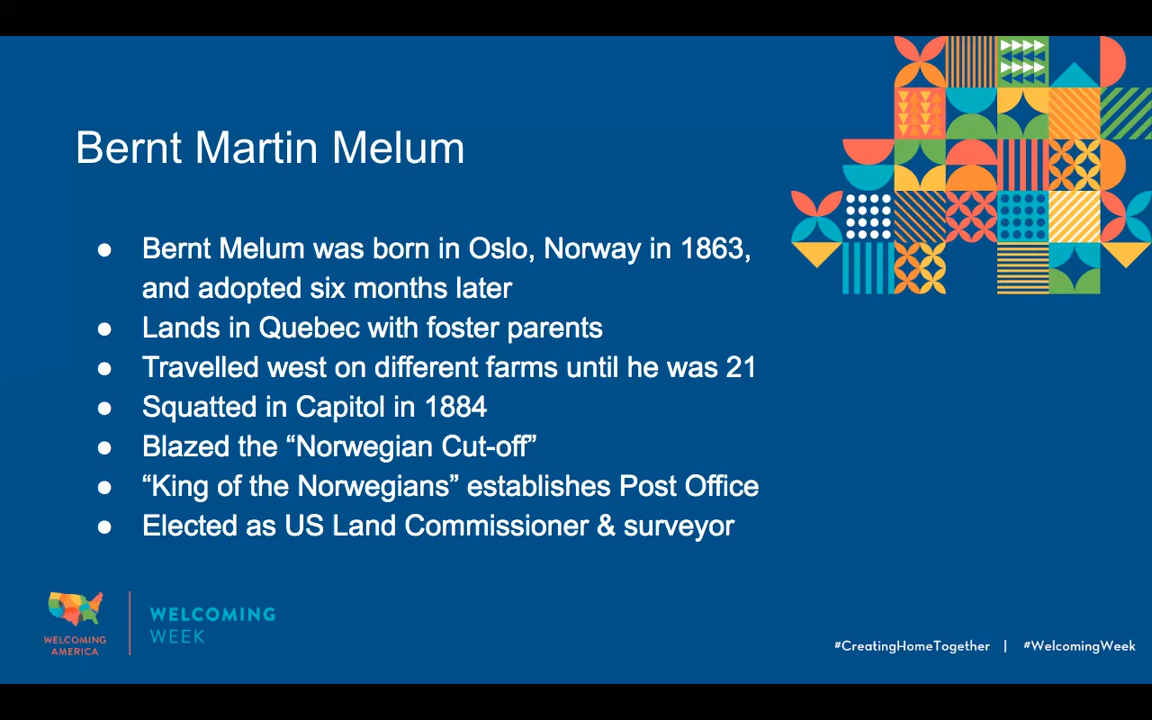 Bernt Martin Melum
● Bernt Melum was born in Oslo, Norway in 1863,
and adopted six months later
● Lands in Quebec with foster parents
● Travelled west on different farms until he was 21
● Squatted in Capitol in 1884
● Blazed the “Norwegian Cut-off”
● “King of the Norwegians” establishes Post Office
● Elected as US Land Commissioner & surveyor
WELCOMING
AMERICA
WELCOMING
WEEK
#CreatingHomeTogether | #WelcomingWeek